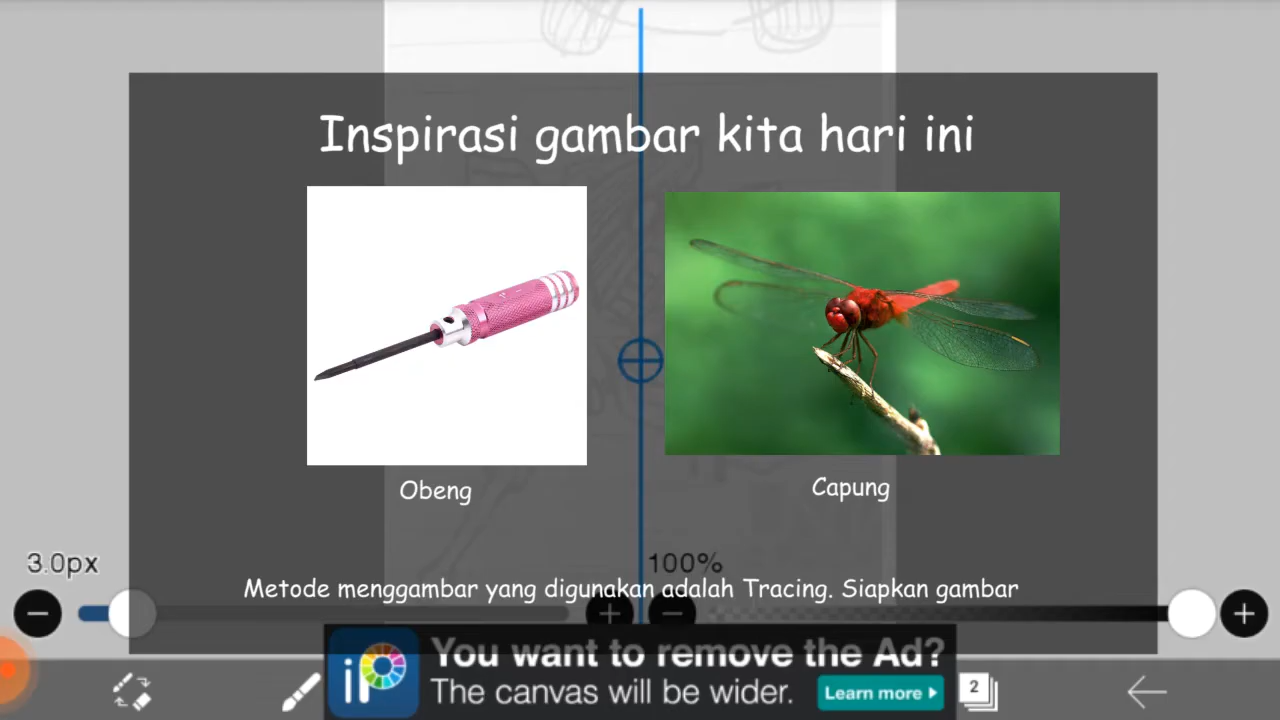 Inspirasi gambar kita hari ini
Obeng
Capung
3.0px
100%
Metode menggambar yang digunakan adalah Tracing. Siapkan gambar
iP
You want to remove the Ad?
The canvas will be wider.
Learn more
2